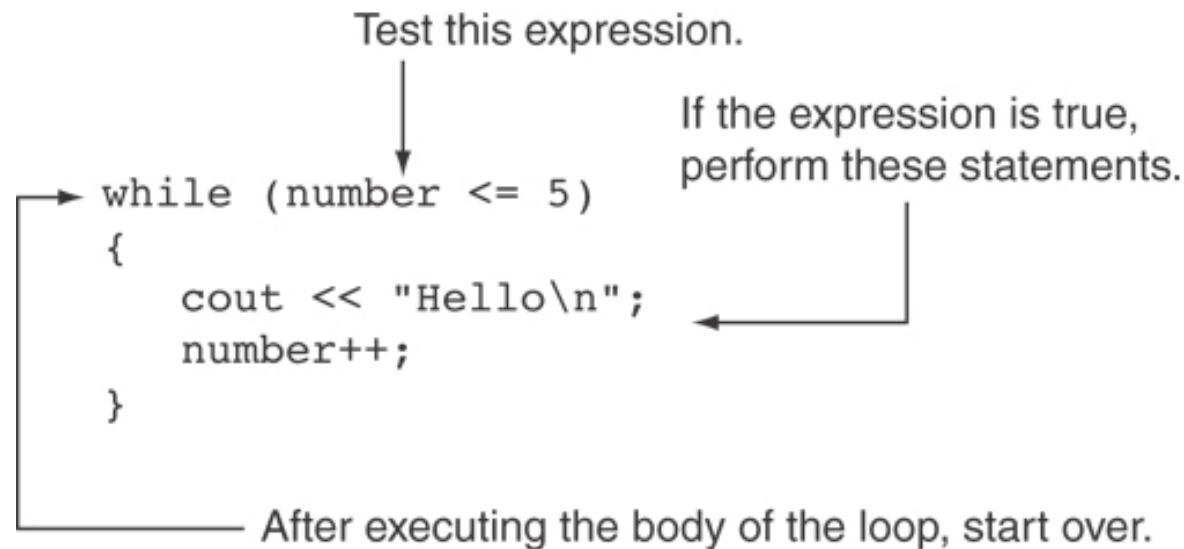 Test this expression.
If the expression is true,
perform these statements.
while (number <= 5)
{
cout << "Hello\n";
number++;
}
After executing the body of the loop, start over.